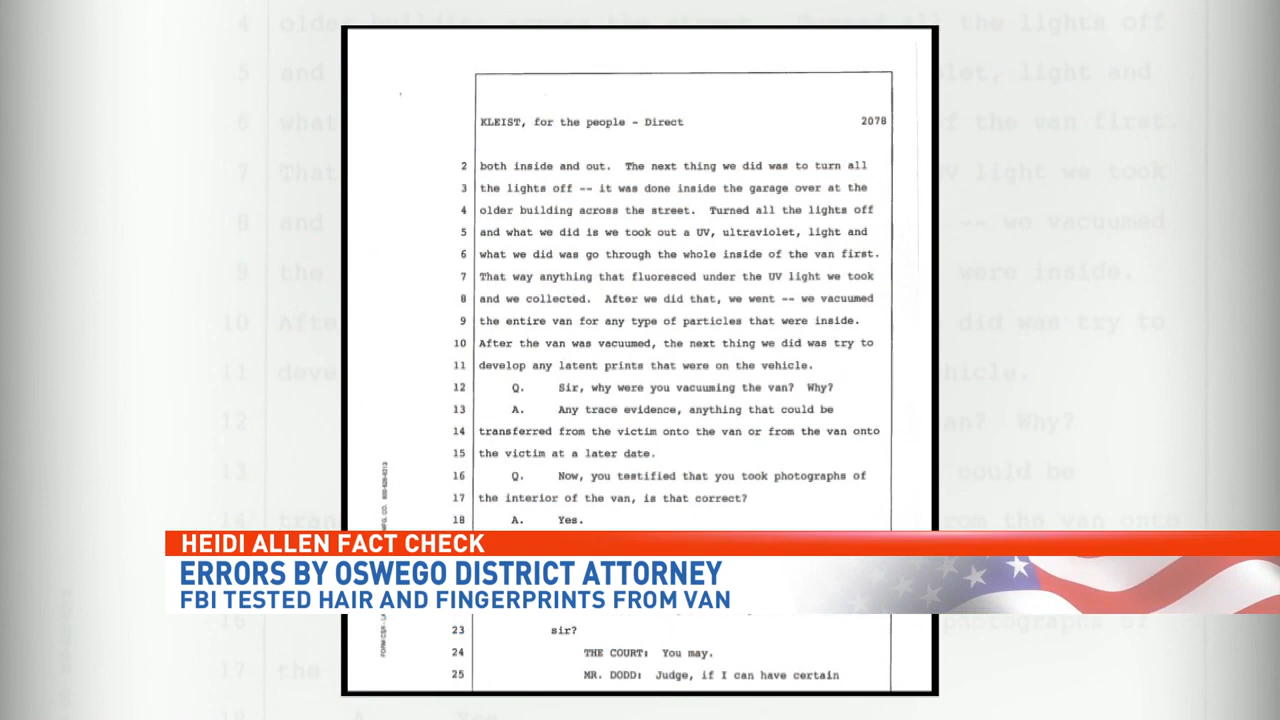 KLEIST, for the people - Direct 2078
2 both inside and out. The next thing we did was to turn all
3 the lights off -- it was done inside the garage over at the
4 older building across the street. Turned all the lights off
5 and what we did is we took out a UV, ultraviolet, light and
6 what we did was go through the whole inside of the van first.
7 That way anything that fluoresced under the UV light we took
8 and we collected. After we did that, we went -- we vacuumed
9 the entire van for any type of particles that were inside.
10 After the van was vacuumed, the next thing we did was try to
11 develop any latent prints that were on the vehicle.
12 Q. Sir, why were you vacuuming the van? Why?
13 A. Any trace evidence, anything that could be
14 transferred from the victim onto the van or from the van onto
15 the victim at a later date.
16 Q. Now, you testified that you took photographs of
17 the interior of the van, is that correct?
18 A. Yes.
HEIDI ALLEN FACT CHECK
ERRORS BY OSWEGO DISTRICT ATTORNEY
FBI TESTED HAIR AND FINGERPRINTS FROM VAN
23 sir?
24 THE COURT: You may.
25 MR. DODD: Judge, if I can have certain